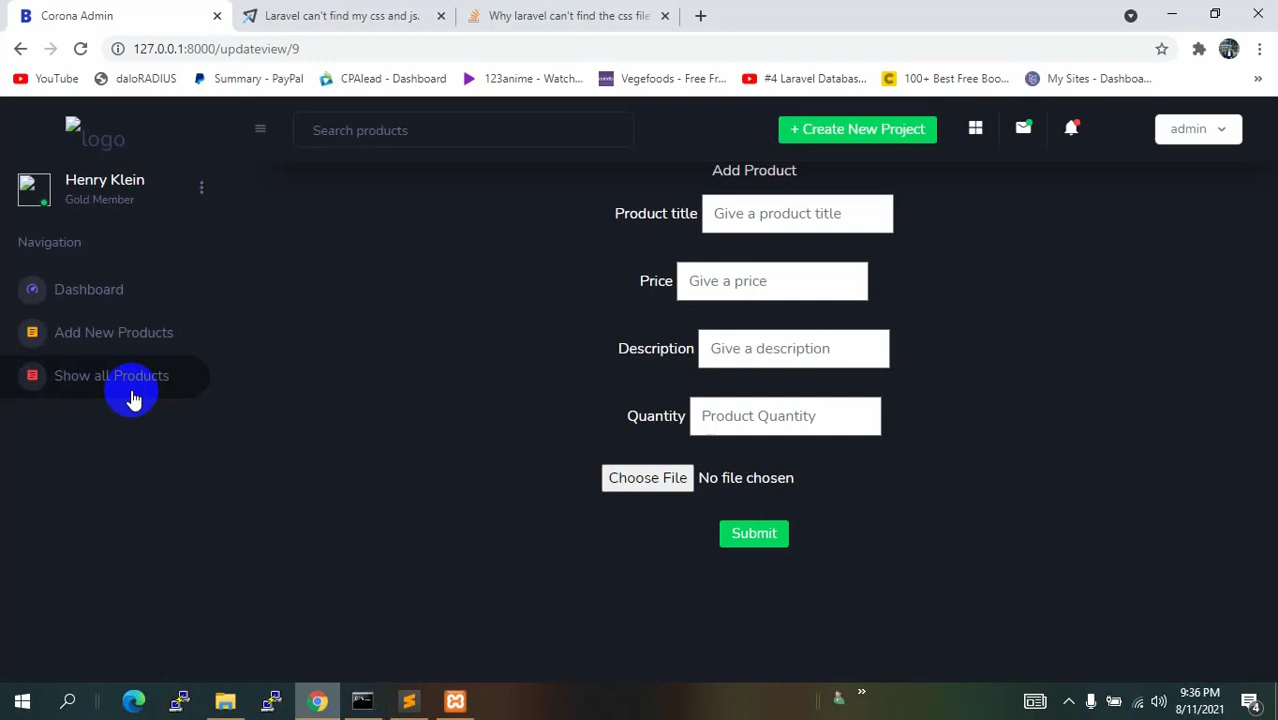 Corona Admin
Laravel can't find my css and js.
Why laravel can't find the css file
127.0.0.1:8000/updateview/9
YouTube
daloRADIUS
Summary - PayPal
CPAlead - Dashboard
123anime - Watch...
Vegefoods - Free Fr...
#4 Laravel Databas...
100+ Best Free Boo...
My Sites - Dashboa...
»
logo
Search products
+ Create New Project
admin
Henry Klein
Gold Member
Navigation
Dashboard
Add New Products
Show all Products
Add Product
Product title
Give a product title
Price
Give a price
Description
Give a description
Quantity
Product Quantity
Choose File
No file chosen
Submit
»
9:36 PM
8/11/2021
4